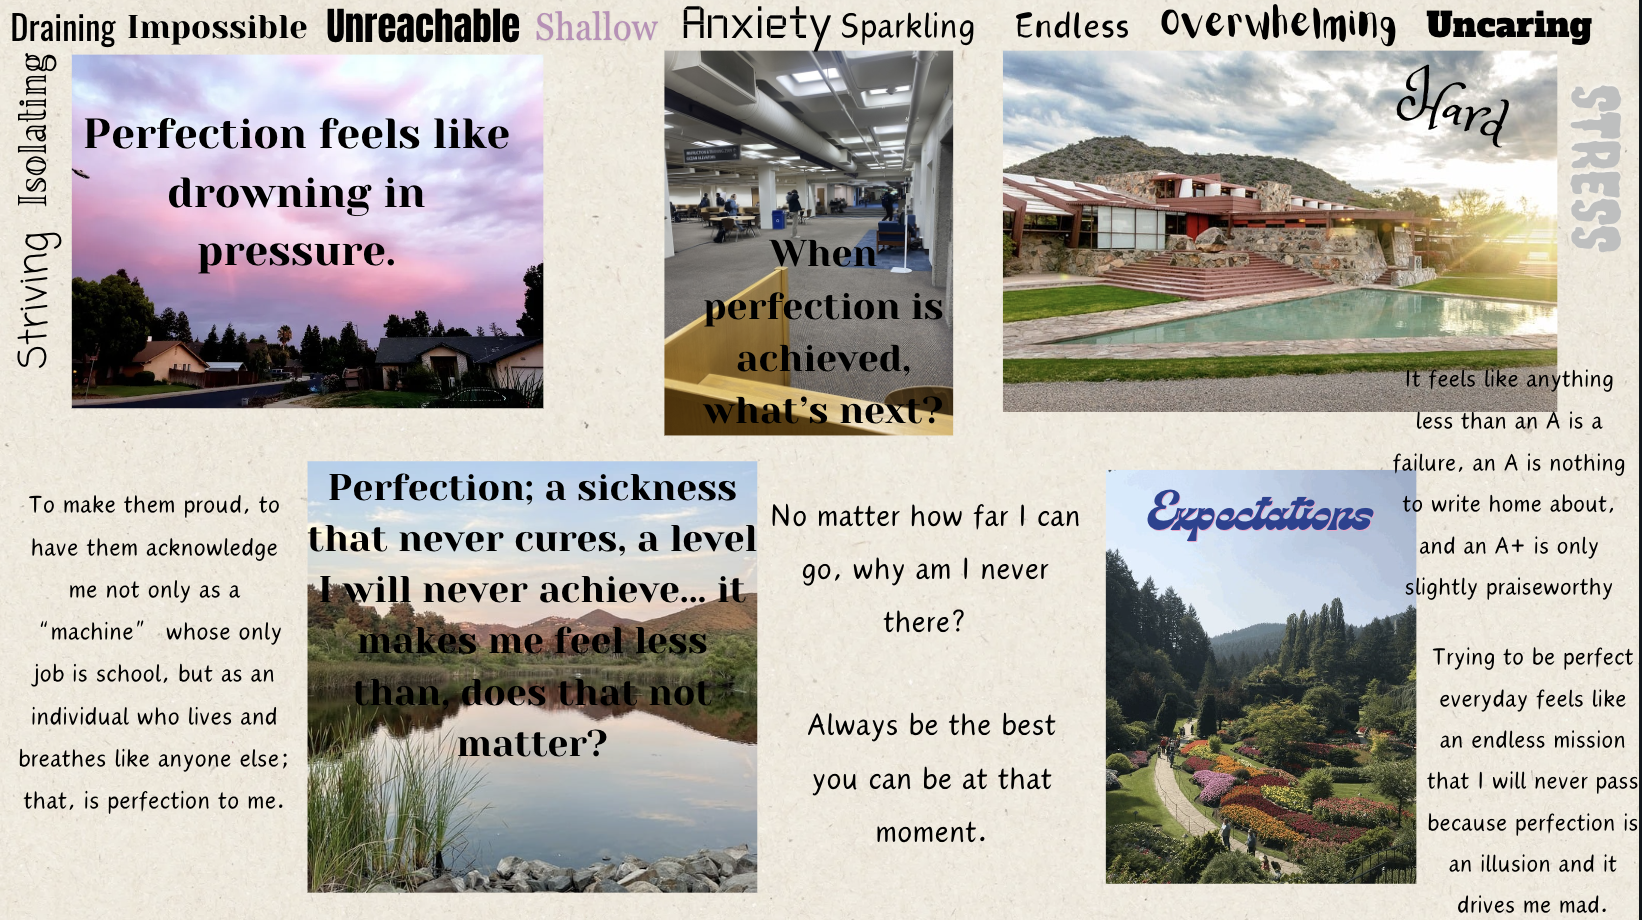 Draining Impossible Unreachable Shallow Anxiety Sparkling Endless Overwhelming Uncaring
Isolating
Striving
Perfection feels like
drowning in
pressure.
When
perfection is
achieved,
what's next?
Hard
STRESS
To make them proud, to
have them acknowledge
me not only as a
“machine” whose only
job is school, but as an
individual who lives and
breathes like anyone else;
that, is perfection to me.
Perfection; a sickness
that never cures, a level
I will never achieve... it
makes me feel less
than, does that not
matter?
No matter how far I can
go, why am I never
there?
Always be the best
you can be at that
moment.
Expectations
It feels like anything
less than an A is a
failure, an A is nothing
to write home about,
and an A+ is only
slightly praiseworthy
Trying to be perfect
everyday feels like
an endless mission
that I will never pass
because perfection is
an illusion and it
drives me mad.